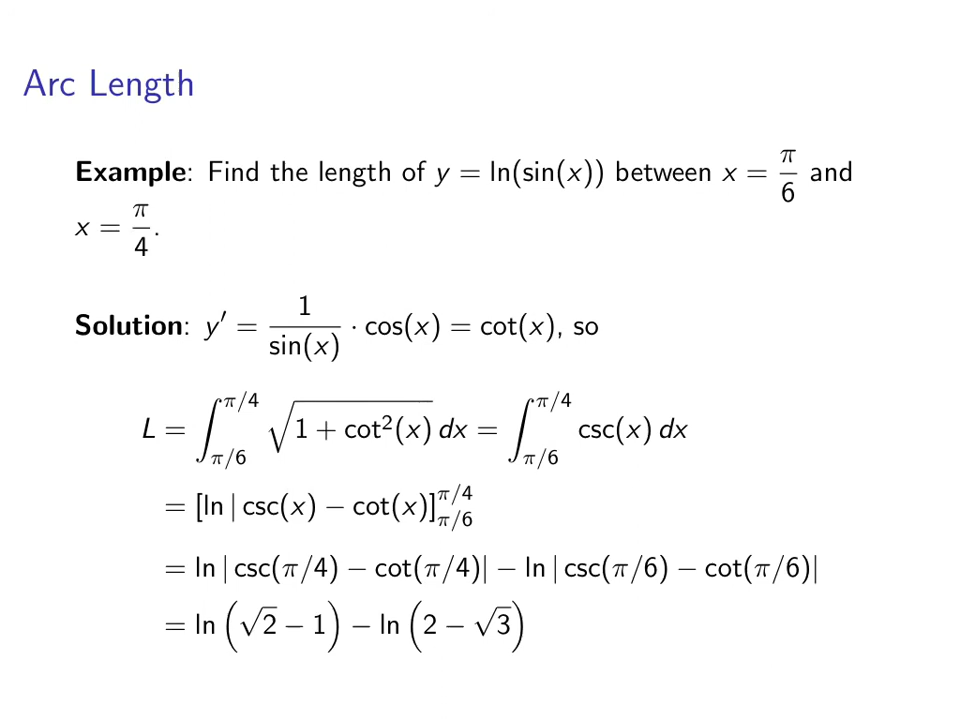 Arc Length
Example: Find the length of y = ln(sin(x)) between x = π/6 and
x = π/4.
Solution: y′ = 1/sin(x) · cos(x) = cot(x), so
L = ∫_{π/6}^{π/4} √(1 + cot²(x)) dx = ∫_{π/6}^{π/4} csc(x) dx
= [ln | csc(x) − cot(x)]_{π/6}^{π/4}
= ln | csc(π/4) − cot(π/4)| − ln | csc(π/6) − cot(π/6)|
= ln (√2 − 1) − ln (2 − √3)